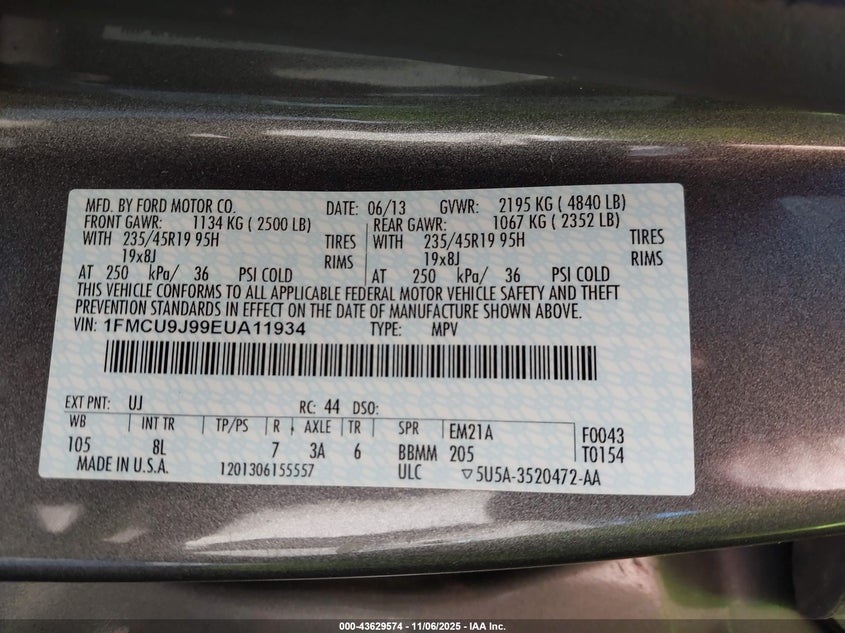 MFD. BY FORD MOTOR CO. DATE: 06/13 GVWR: 2195 KG ( 4840 LB)
FRONT GAWR: 1134 KG ( 2500 LB) REAR GAWR: 1067 KG ( 2352 LB)
WITH 235/45R19 95H TIRES WITH 235/45R19 95H TIRES
19x8J RIMS 19x8J RIMS
AT 250 kPa/ 36 PSI COLD AT 250 kPa/ 36 PSI COLD
THIS VEHICLE CONFORMS TO ALL APPLICABLE FEDERAL MOTOR VEHICLE SAFETY AND THEFT
PREVENTION STANDARDS IN EFFECT ON THE DATE OF MANUFACTURE SHOWN ABOVE.
VIN: 1FMCU9J99EUA11934 TYPE: MPV
EXT PNT: UJ RC: 44 DSO:
WB INT TR TP/PS R AXLE TR SPR EM21A F0043
105 8L 7 3A 6 BBMM 205 T0154
MADE IN U.S.A. 1201306155557 ULC ▽5U5A-3520472-AA
000-43629574 - 11/06/2025 - IAA Inc.